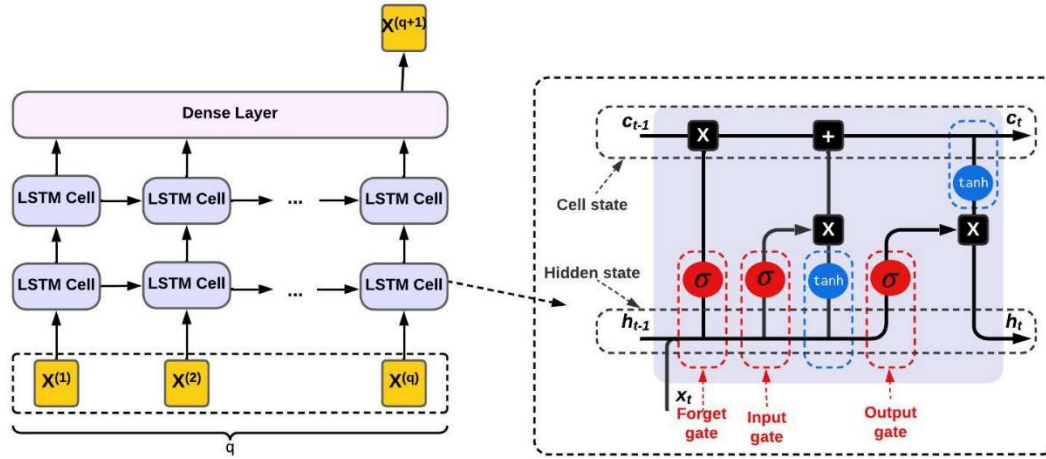 X(q+1)
Dense Layer
LSTM Cell LSTM Cell ... LSTM Cell
LSTM Cell LSTM Cell ... LSTM Cell
X(1) X(2) X(q)
q
ct-1 X + ct
tanh
Cell state
X X
Hidden state
σ σ tanh σ
ht-1 ht
xt
Forget gate
Input gate
Output gate